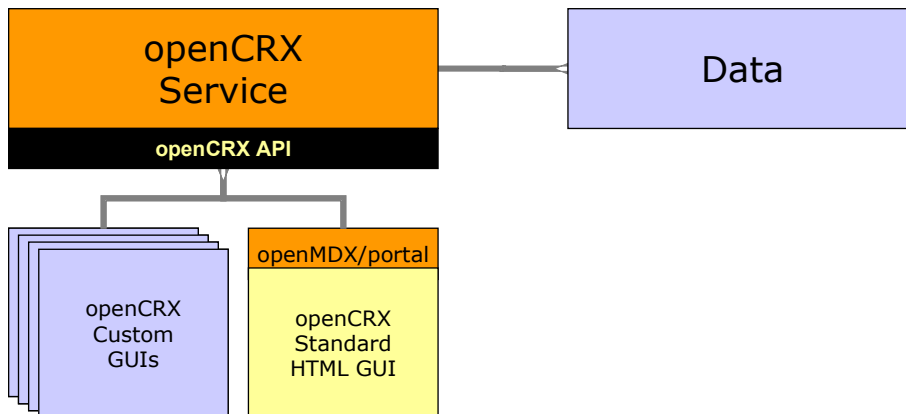 openCRX
Service
Data
openCRX API
openMDX/portal
openCRX
Custom
GUIs
openCRX
Standard
HTML GUI